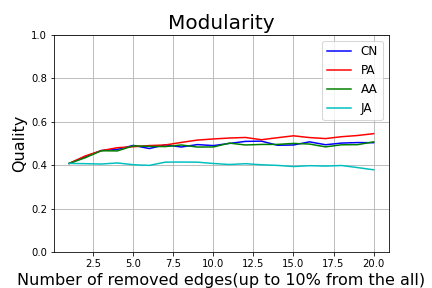 Modularity
1.0
0.8
0.6
0.4
0.2
0.0
Quality
CN
PA
AA
JA
2.5 5.0 7.5 10.0 12.5 15.0 17.5 20.0
Number of removed edges(up to 10% from the all)